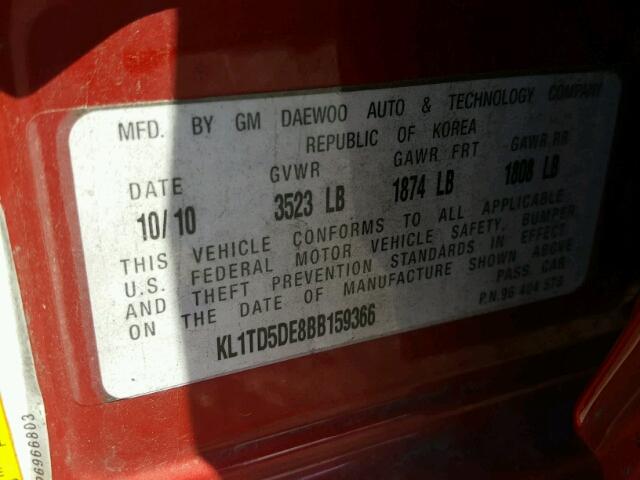 MFD. BY GM DAEWOO AUTO & TECHNOLOGY COMPANY
REPUBLIC OF KOREA
DATE GVWR GAWR FRT GAWR RR
10/10 3523 LB 1874 LB 1808 LB
THIS VEHICLE CONFORMS TO ALL APPLICABLE
U.S. FEDERAL MOTOR VEHICLE SAFETY, BUMPER
AND THEFT PREVENTION STANDARDS IN EFFECT
ON THE DATE OF MANUFACTURE SHOWN ABOVE
PASS. CAR
KL1TD5DE8BB159366
P.N.96 404 573